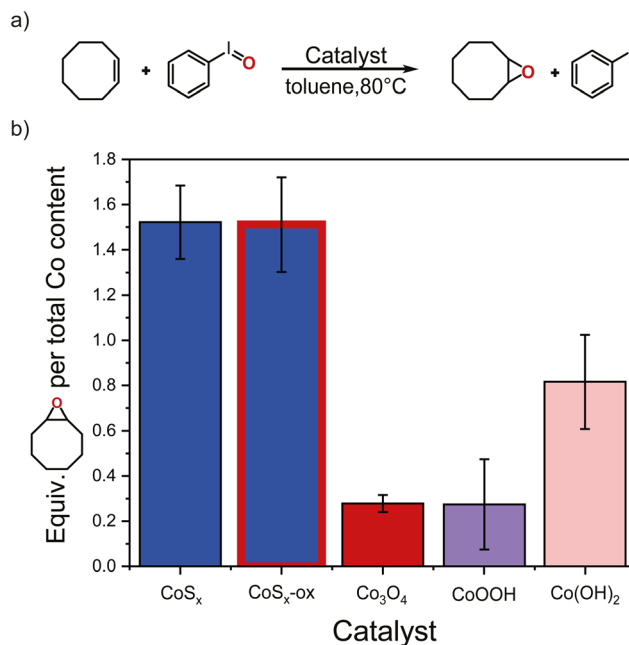 a)
I
O
+
Catalyst
toluene,80°C
O
+
I
b)
Equiv. O per total Co content
1.8
1.6
1.4
1.2
1.0
0.8
0.6
0.4
0.2
0.0
CoSₓ
CoSₓ-ox
Co₃O₄
CoOOH
Co(OH)₂
Catalyst